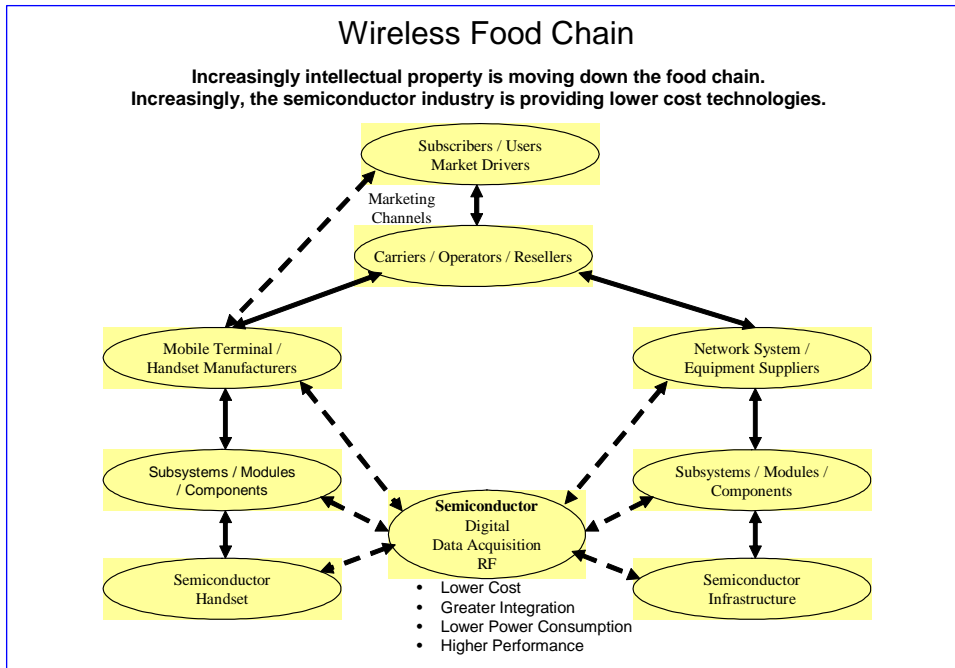 Wireless Food Chain
Increasingly intellectual property is moving down the food chain.
Increasingly, the semiconductor industry is providing lower cost technologies.
Subscribers / Users
Market Drivers
Marketing
Channels
Carriers / Operators / Resellers
Mobile Terminal /
Handset Manufacturers
Network System /
Equipment Suppliers
Subsystems / Modules
/ Components
Subsystems / Modules /
Components
Semiconductor
Digital
Data Acquisition
RF
Semiconductor
Handset
Semiconductor
Infrastructure
• Lower Cost
• Greater Integration
• Lower Power Consumption
• Higher Performance